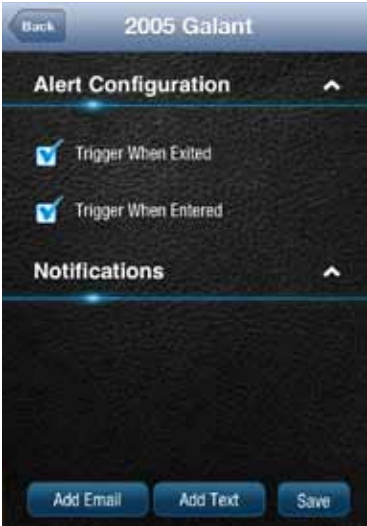 Back
2005 Galant
Alert Configuration
Trigger When Exited
Trigger When Entered
Notifications
Add Email
Add Text
Save